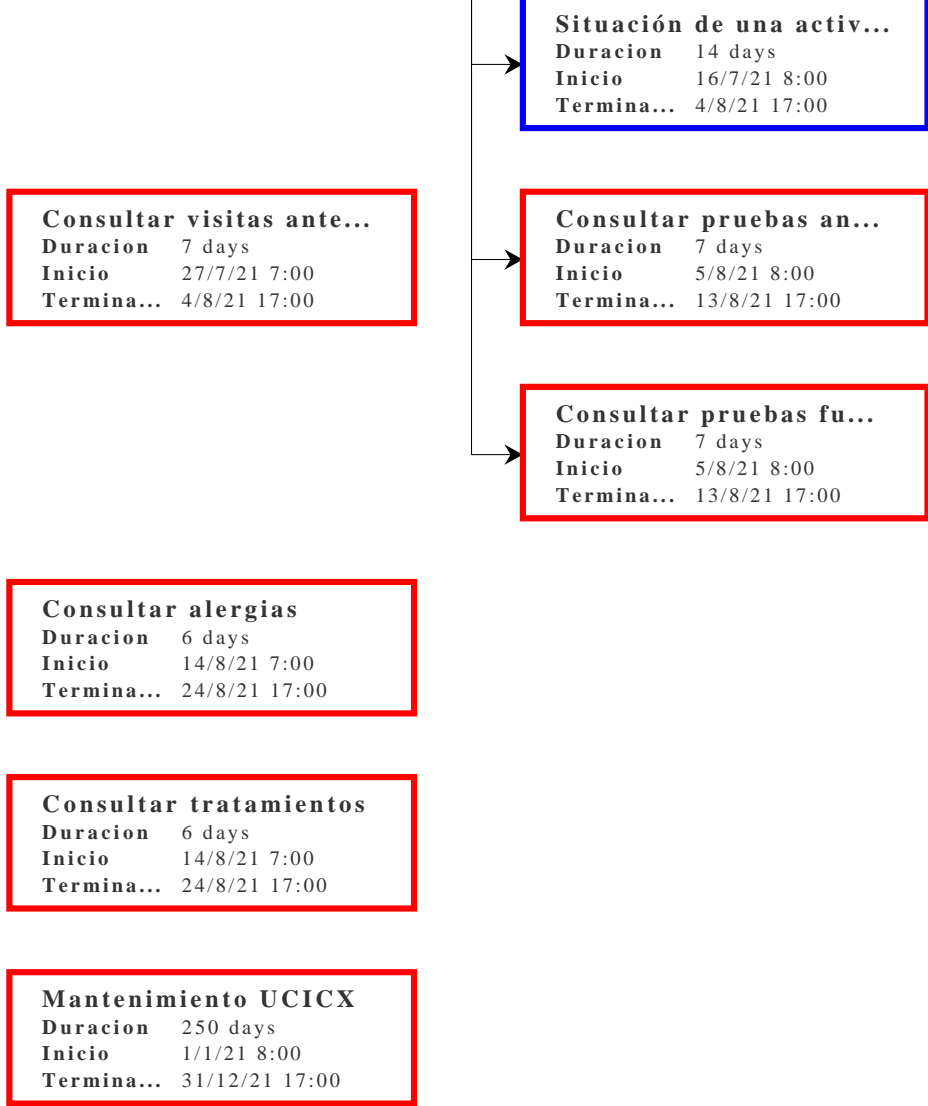 Situación de una activ...
Duracion 14 days
Inicio 16/7/21 8:00
Termina... 4/8/21 17:00
Consultar visitas ante...
Duracion 7 days
Inicio 27/7/21 7:00
Termina... 4/8/21 17:00
Consultar pruebas an...
Duracion 7 days
Inicio 5/8/21 8:00
Termina... 13/8/21 17:00
Consultar pruebas fu...
Duracion 7 days
Inicio 5/8/21 8:00
Termina... 13/8/21 17:00
Consultar alergias
Duracion 6 days
Inicio 14/8/21 7:00
Termina... 24/8/21 17:00
Consultar tratamientos
Duracion 6 days
Inicio 14/8/21 7:00
Termina... 24/8/21 17:00
Mantenimiento UCICX
Duracion 250 days
Inicio 1/1/21 8:00
Termina... 31/12/21 17:00